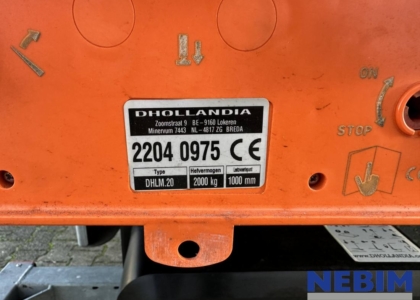 ON
STOP
DHOLLANDIA
Zoomstraat 9 BE - 9160 Lokeren
Minervum 7443 NL - 4817 ZG BREDA
2204 0975 CE
Type
Hefvermogen
DHLM.20
2000 kg
1000 mm
NEBIM